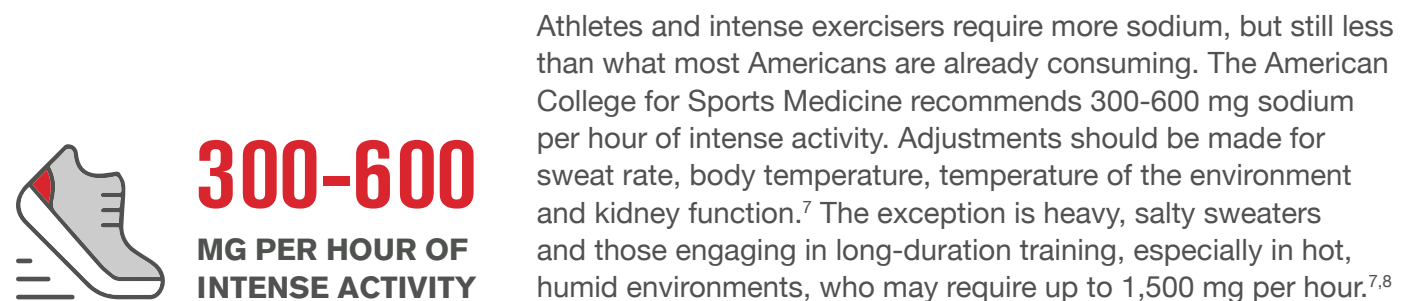 300-600
MG PER HOUR OF
INTENSE ACTIVITY
Athletes and intense exercisers require more sodium, but still less
than what most Americans are already consuming. The American
College for Sports Medicine recommends 300-600 mg sodium
per hour of intense activity. Adjustments should be made for
sweat rate, body temperature, temperature of the environment
and kidney function.⁷ The exception is heavy, salty sweaters
and those engaging in long-duration training, especially in hot,
humid environments, who may require up to 1,500 mg per hour.⁷,⁸